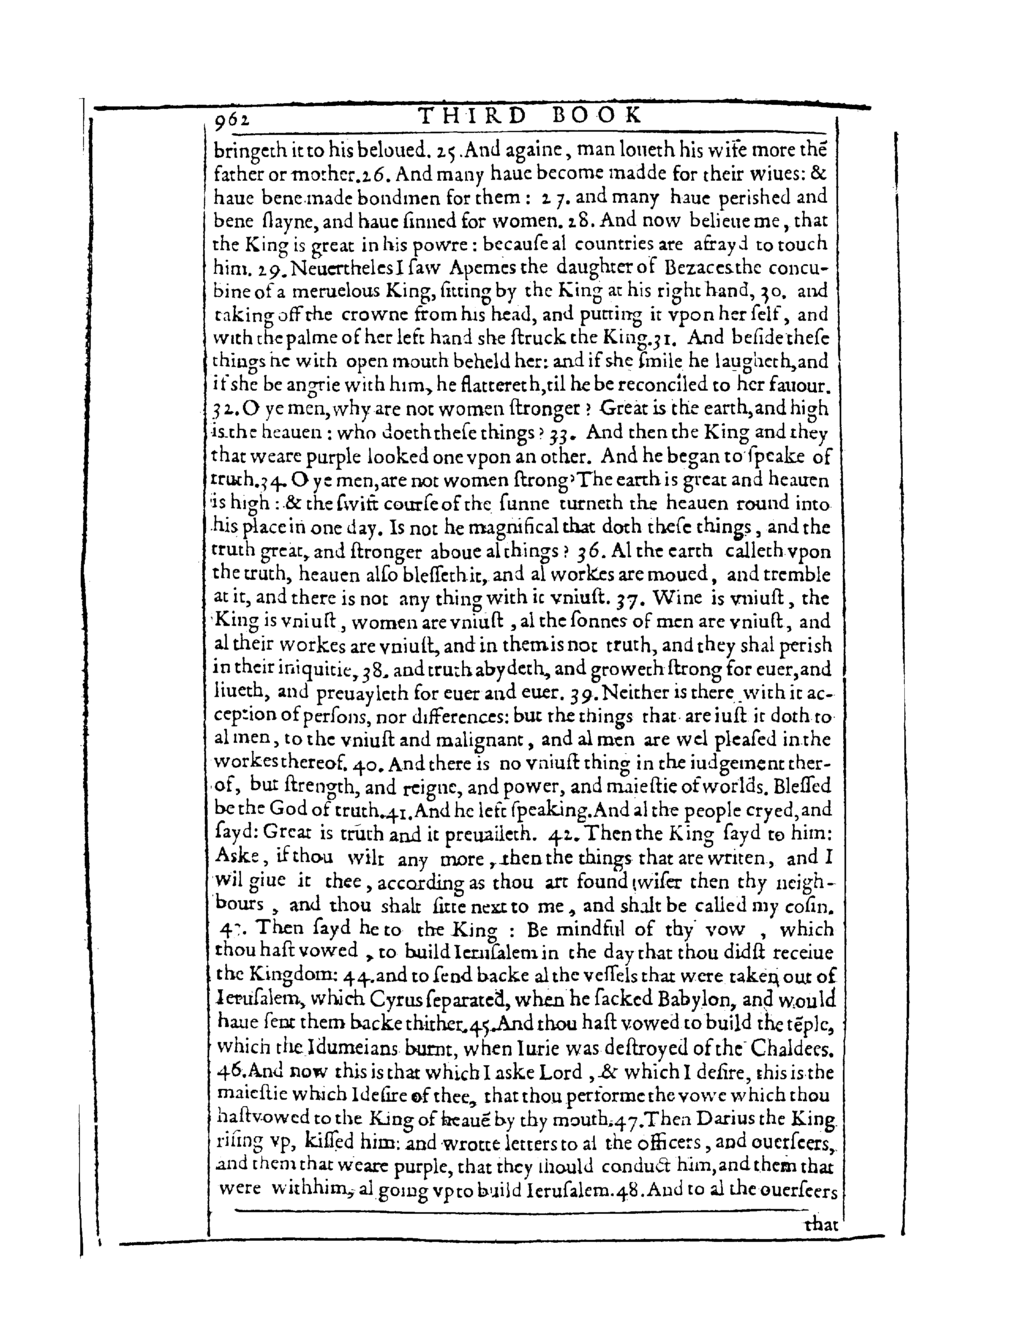 962 THIRD BOOK
bringeth it to his beloued. 25. And againe, man loueth his wife more thē
father or mother. 26. And many haue become madde for their wiues: &
haue bene made bondmen for them : 27. and many haue perished and
bene ſlayne, and haue ſinned for women. 28. And now belieue me, that
the King is great in his powre : becauſe al countries are afrayd to touch
him. 29. Neuertheles I ſaw Apemes the daughter of Bezaces the concu-
bine of a meruelous King, ſitting by the King at his right hand, 30. and
taking off the crowne from his head, and putting it vpon her ſelf, and
with the palme of her left hand she ſtruck the King. 31. And beſide theſe
things he with open mouth beheld her: and if she ſmile he laugheth, and
if she be angrie with him, he flattereth, til he be reconciled to her fauour.
32. O ye men, why are not women ſtronger ? Great is the earth, and high
is the heauen : who doeth theſe things ? 33. And then the King and they
that weare purple looked one vpon an other. And he began to ſpeake of
truth. 34. O ye men, are not women ſtrong? The earth is great and heauen
is high : & the ſwift courſe of the ſunne turneth the heauen round into
his place in one day. Is not he magnifical that doth theſe things, and the
truth great, and ſtronger aboue al things ? 36. Al the earth calleth vpon
the truth, heauen alſo bleſſeth it, and al workes are moued, and tremble
at it, and there is not any thing with it vniuſt. 37. Wine is vniuſt, the
King is vniuſt, women are vniuſt, al the ſonnes of men are vniuſt, and
al their workes are vniuſt, and in them is not truth, and they shal perish
in their iniquitie, 38. and truth abydeth, and groweth ſtrong for euer, and
liueth, and preuayleth for euer and euer. 39. Neither is there with it ac-
ception of perſons, nor differences: but the things that are iuſt it doth to
al men, to the vniuſt and malignant, and al men are wel pleaſed in the
workes thereof. 40. And there is no vniuſt thing in the iudgement ther-
of, but ſtrength, and reigne, and power, and maieſtie of worlds. Bleſſed
be the God of truth. 41. And he left ſpeaking. And al the people cryed, and
ſayd: Great is truth and it preuaileth. 42. Then the King ſayd to him:
Aske, if thou wilt any more, then the things that are writen, and I
wil giue it thee, according as thou art found wiſer then thy neigh-
bours, and thou shalt ſitte next to me, and shalt be called my coſin.
43. Then ſayd he to the King : Be mindful of thy vow, which
thou haſt vowed, to build Ieruſalem in the day that thou didſt receiue
the Kingdom: 44. and to ſend backe al the veſſels that were taken out of
Ieruſalem, which Cyrus ſeparated, when he ſacked Babylon, and would
haue ſent them backe thither. 45. And thou haſt vowed to build the tēple,
which the Idumeians burnt, when Iurie was deſtroyed of the Chaldees.
46. And now this is that which I aske Lord, & which I deſire, this is the
maieſtie which I deſire of thee, that thou performe the vowe which thou
haſt vowed to the King of heauē by thy mouth. 47. Then Darius the King
riſing vp, kiſſed him: and wrotte letters to al the officers, and ouerſeers,
and them that weare purple, that they should conduct him, and them that
were with him, al going vp to build Ieruſalem. 48. And to al the ouerſeers
that